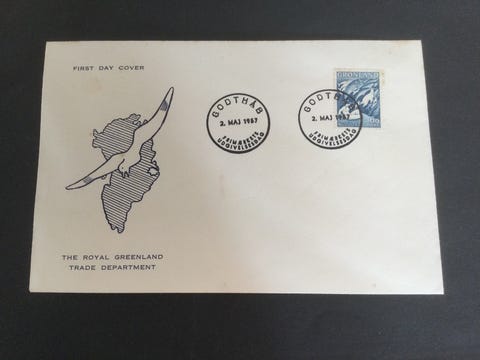 FIRST DAY COVER
GODTHÅB
2. MAJ 1957
FRIMÆRKETS
UDGIVELSESDAG
GODTHÅB
2. MAJ 1957
FRIMÆRKETS
UDGIVELSESDAG
GRØNLAND
60
THE ROYAL GREENLAND
TRADE DEPARTMENT